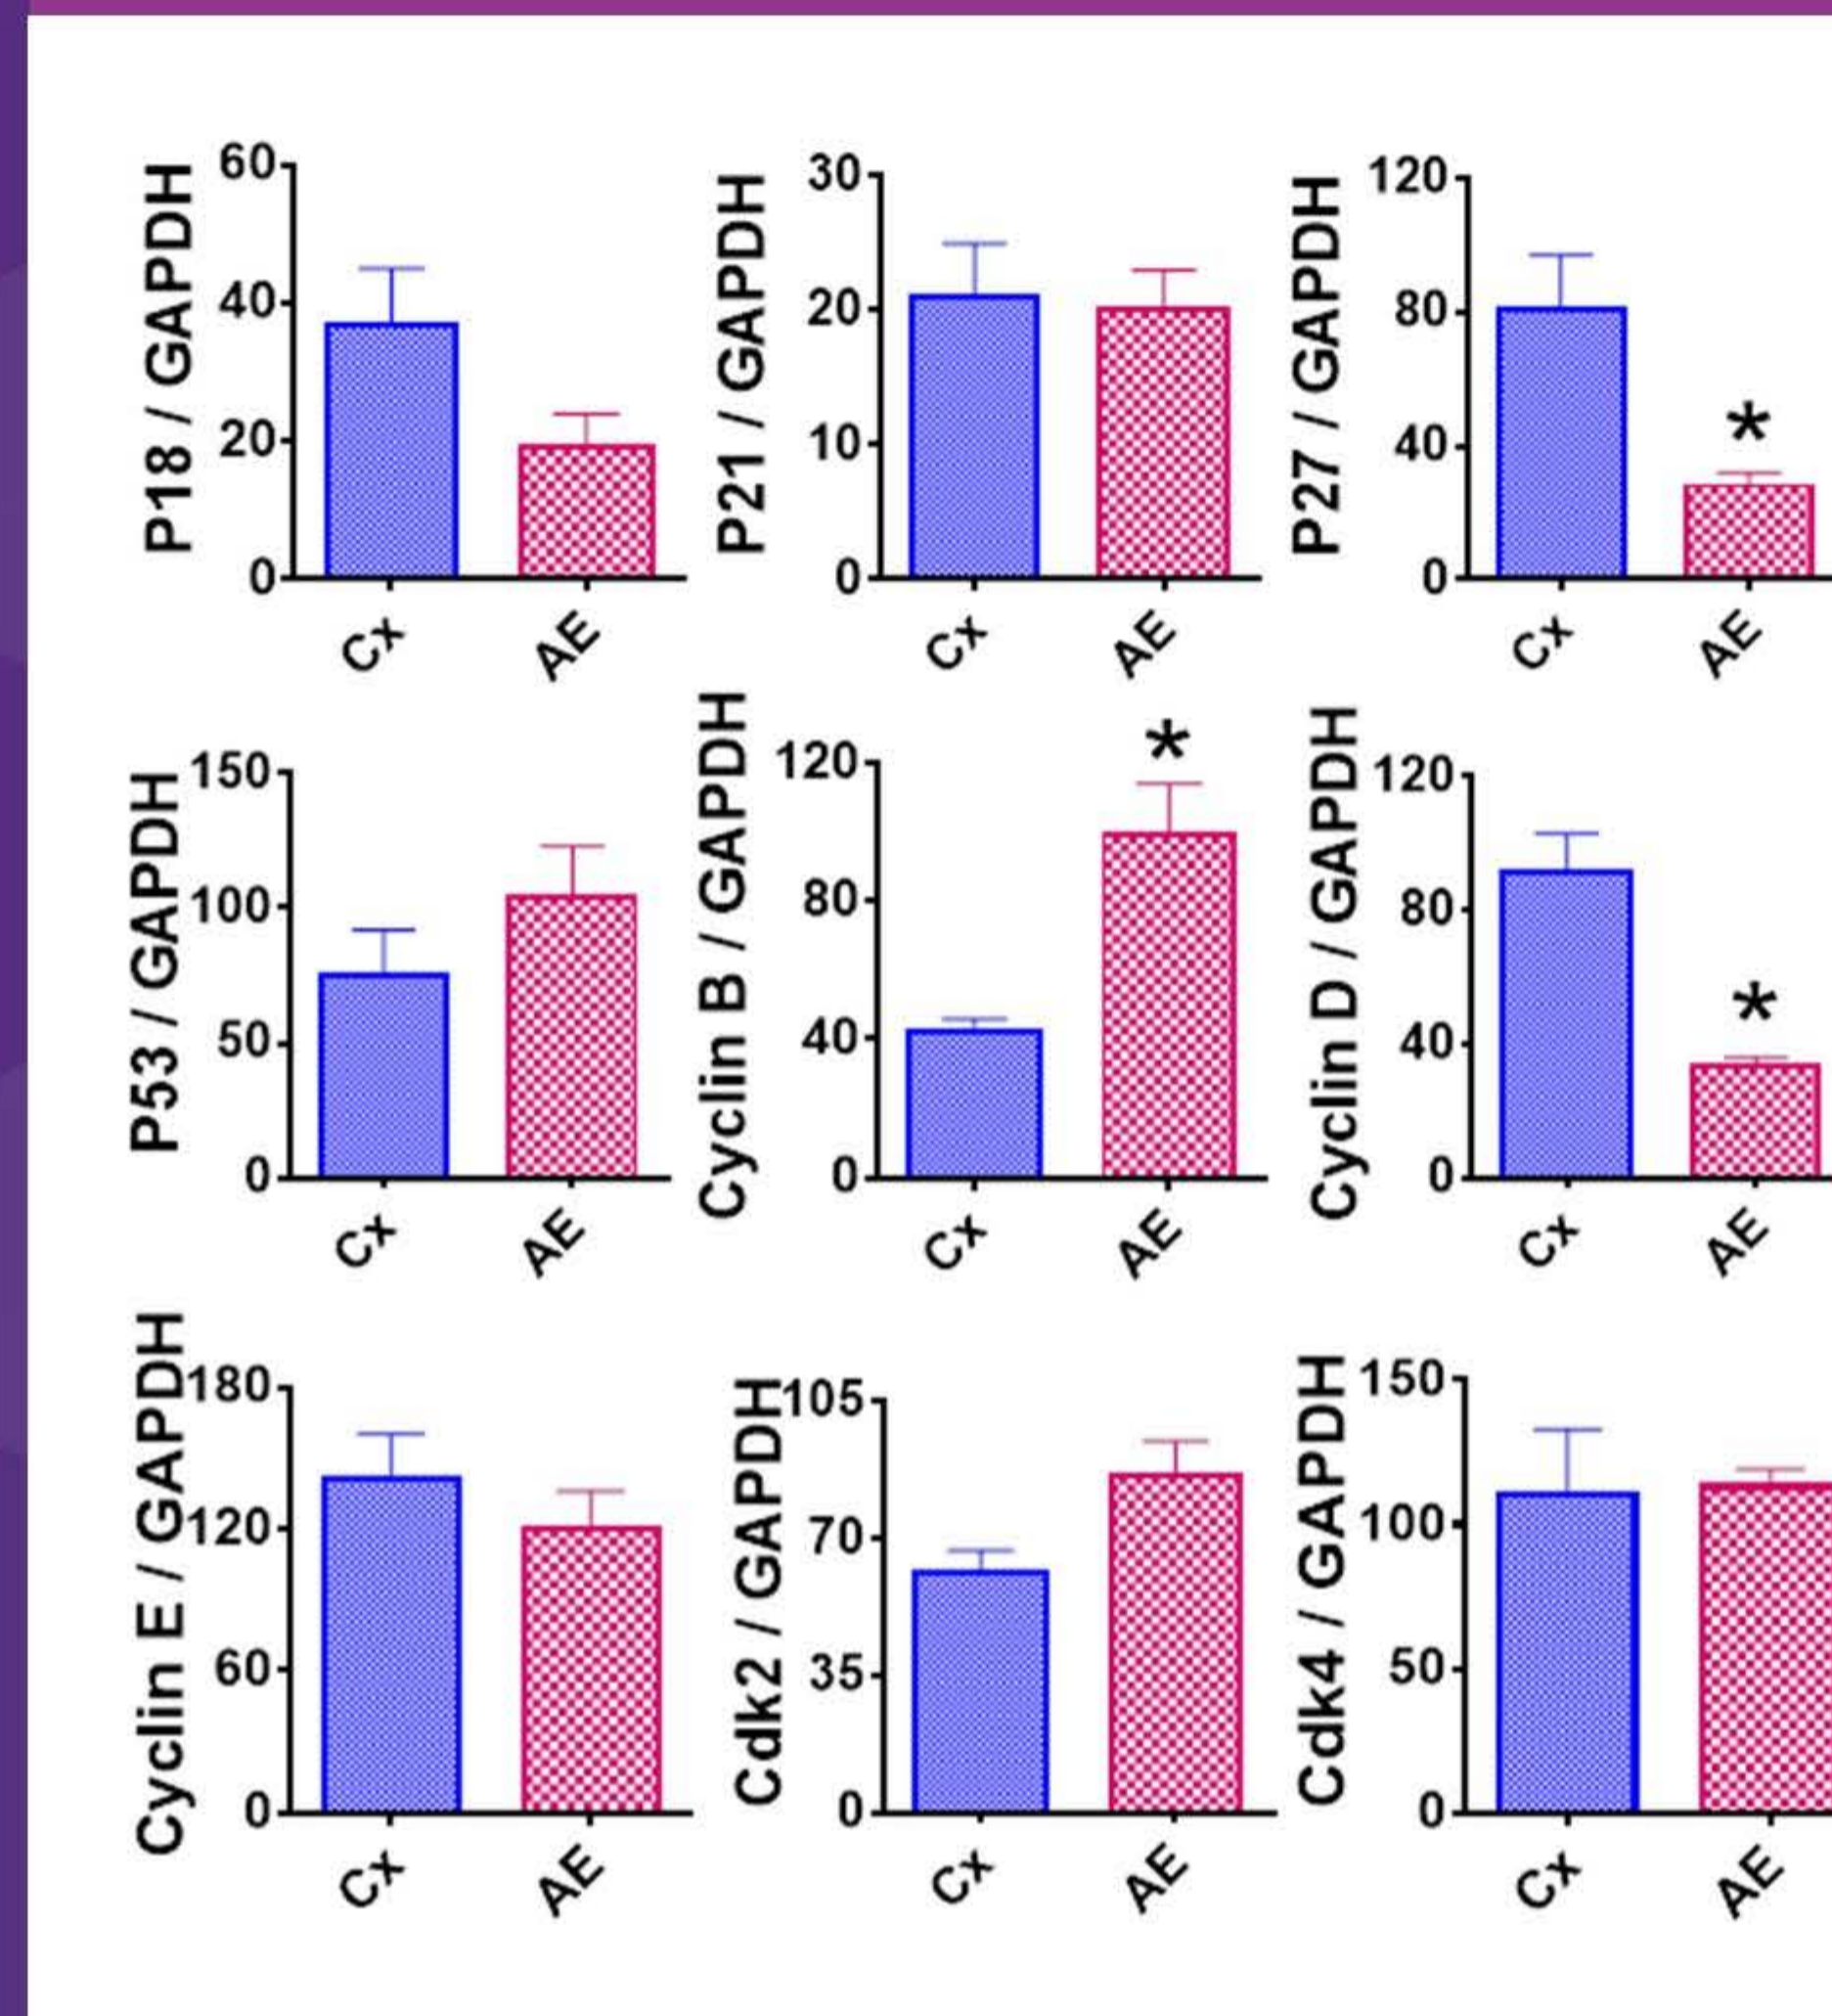 P18 / GAPDH
60
40
20
0
Cx
AE
P21 / GAPDH
30
20
10
0
Cx
AE
P27 / GAPDH
120
80
40
0
*
Cx
AE
P53 / GAPDH
150
100
50
0
Cx
AE
Cyclin B / GAPDH
120
80
40
0
*
Cx
AE
Cyclin D / GAPDH
120
80
40
0
*
Cx
AE
Cyclin E / GAPDH
180
120
60
0
Cx
AE
Cdk2 / GAPDH
105
70
35
0
Cx
AE
Cdk4 / GAPDH
150
100
50
0
Cx
AE